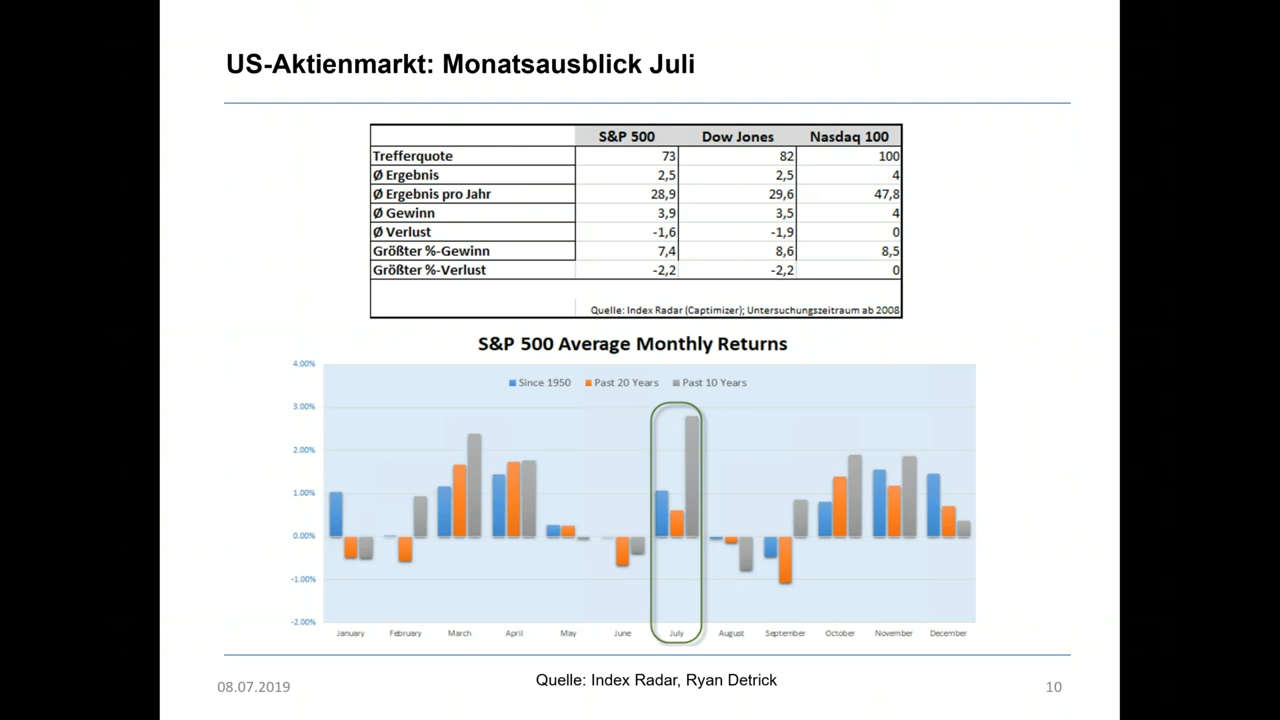 US-Aktienmarkt: Monatsausblick Juli
S&P 500 Dow Jones Nasdaq 100
Trefferquote 73 82 100
Ø Ergebnis 2,5 2,5 4
Ø Ergebnis pro Jahr 28,9 29,6 47,8
Ø Gewinn 3,9 3,5 4
Ø Verlust -1,6 -1,9 0
Größter %-Gewinn 7,4 8,6 8,5
Größter %-Verlust -2,2 -2,2 0
Quelle: Index Radar (Captimizer); Untersuchungszeitraum ab 2008
S&P 500 Average Monthly Returns
4.00%
Since 1950 Past 20 Years Past 10 Years
3.00%
2.00%
1.00%
0.00%
-1.00%
-2.00%
January February March April May June July August September October November December
Quelle: Index Radar, Ryan Detrick
08.07.2019 10